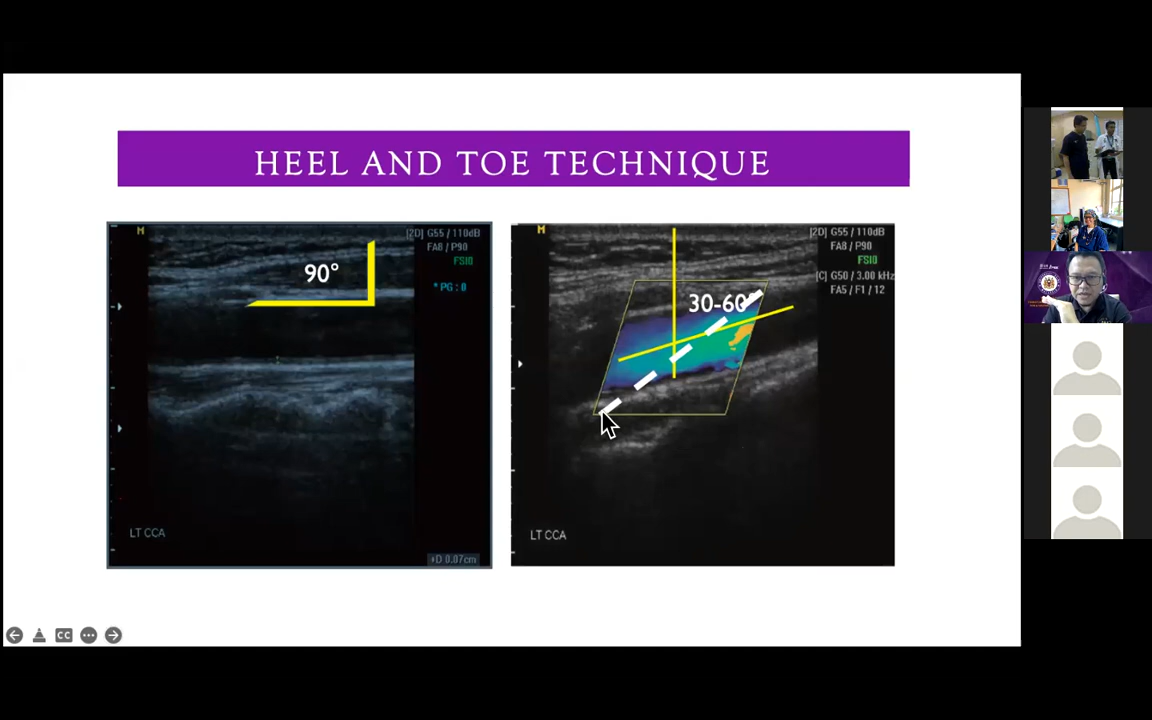 HEEL AND TOE TECHNIQUE
M
[2D] G55 / 110dB
FA8 / P90
FSI0
* PG : 0
90°
LT CCA
+D 0.07cm
M
[2D] G55 / 110dB
FA8 / P90
FSI0
[C] G50 / 3.00 kHz
FA5 / F1 / 12
30-60°
LT CCA
CC